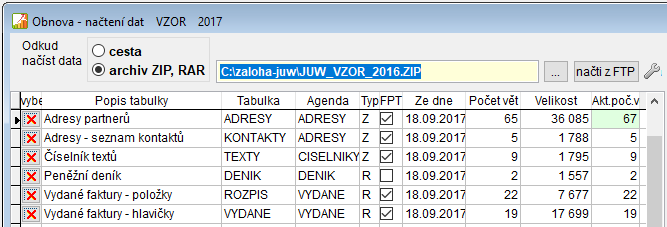 Obnova - načtení dat VZOR 2017
Odkud načíst data
cesta
archiv ZIP, RAR
C:\zaloha-juw\JUW_VZOR_2016.ZIP
...
načti z FTP
vybe Popis tabulky Tabulka Agenda Typ FPT Ze dne Počet vět Velikost Akt.poč.v
Adresy partnerů ADRESY ADRESY Z 18.09.2017 65 36 085 67
Adresy - seznam kontaktů KONTAKTY ADRESY Z 18.09.2017 5 1 788 5
Číselník textů TEXTY CISELNIKY Z 18.09.2017 9 1 795 9
Peněžní deník DENIK DENIK R 18.09.2017 2 1 557 2
Vydané faktury - položky ROZPIS VYDANE R 18.09.2017 22 7 677 22
Vydané faktury - hlavičky VYDANE VYDANE R 18.09.2017 19 17 699 19